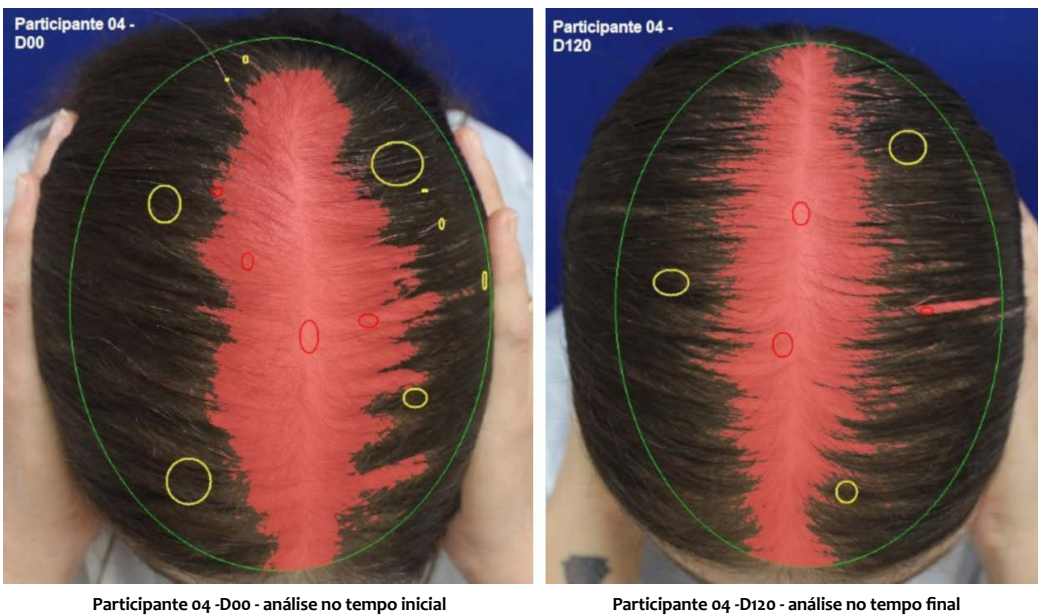 Participante 04 -
D00
Participante 04 -
D120
Participante 04 -D00 - análise no tempo inicial
Participante 04 -D120 - análise no tempo final